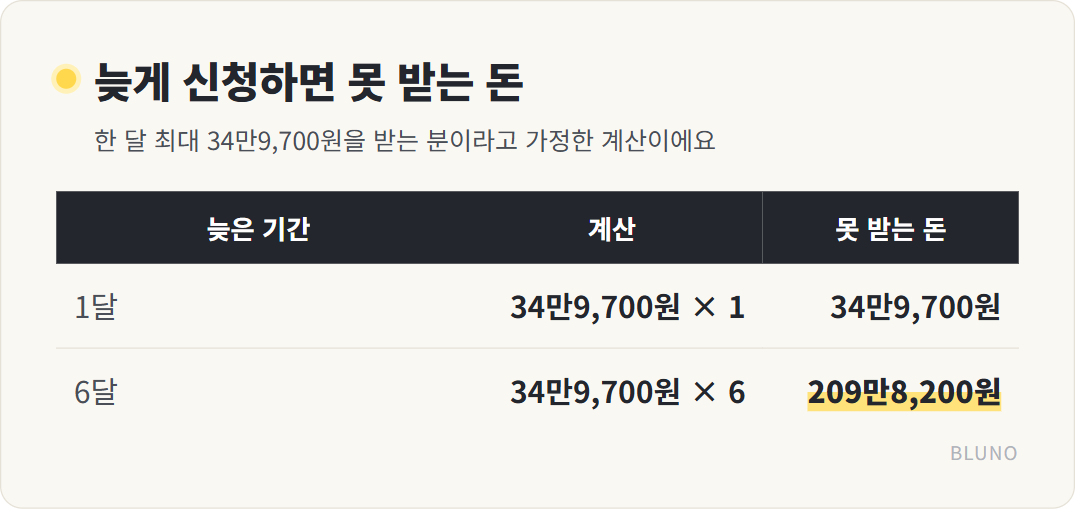 늦게 신청하면 못 받는 돈
한 달 최대 34만9,700원을 받는 분이라고 가정한 계산이에요
늦은 기간 계산 못 받는 돈
1달 34만9,700원 × 1 34만9,700원
6달 34만9,700원 × 6 209만8,200원
BLUNO